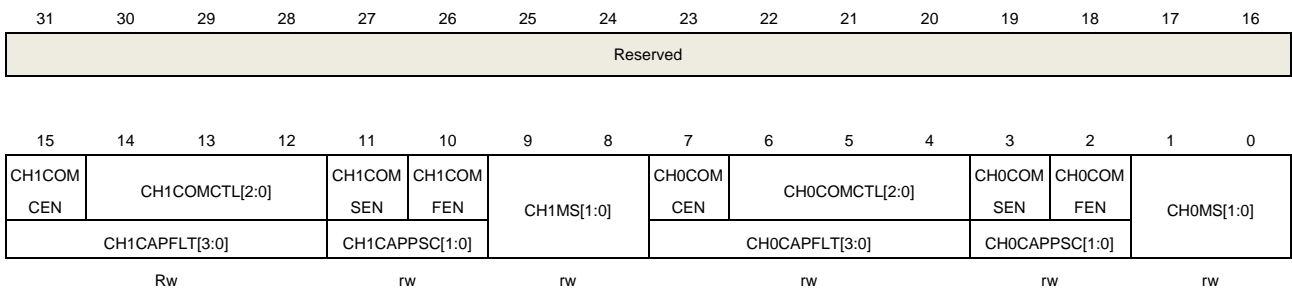 31 30 29 28 27 26 25 24 23 22 21 20 19 18 17 16
Reserved
15 14 13 12 11 10 9 8 7 6 5 4 3 2 1 0
CH1COM CEN CH1COMCTL[2:0] CH1COM SEN CH1COM FEN CH1MS[1:0] CH0COM CEN CH0COMCTL[2:0] CH0COM SEN CH0COM FEN CH0MS[1:0]
CH1CAPFLT[3:0] CH1CAPPSC[1:0] CH0CAPFLT[3:0] CH0CAPPSC[1:0]
Rw rw rw rw rw rw